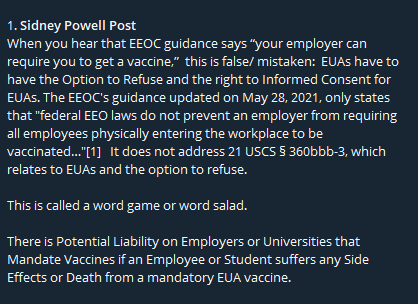 1. Sidney Powell Post
When you hear that EEOC guidance says “your employer can
require you to get a vaccine,”  this is false/ mistaken:  EUAs have to
have the Option to Refuse and the right to Informed Consent for
EUAs. The EEOC's guidance updated on May 28, 2021, only states
that "federal EEO laws do not prevent an employer from requiring
all employees physically entering the workplace to be
vaccinated..."[1]   It does not address 21 USCS § 360bbb-3, which
relates to EUAs and the option to refuse.
This is called a word game or word salad.
There is Potential Liability on Employers or Universities that
Mandate Vaccines if an Employee or Student suffers any Side
Effects or Death from a mandatory EUA vaccine.